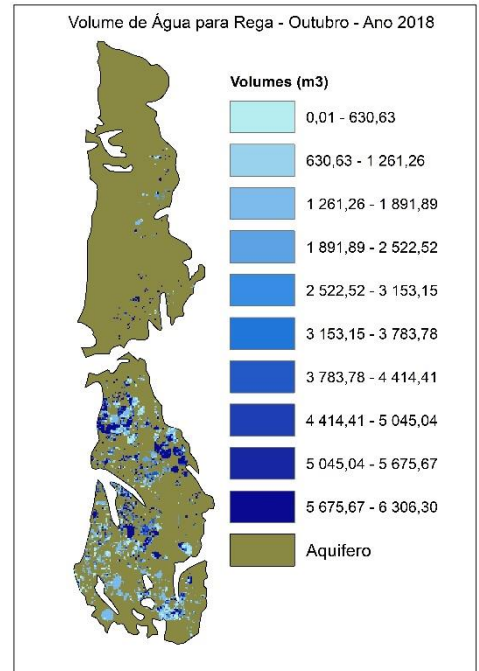 Volume de Água para Rega - Outubro - Ano 2018
Volumes (m3)
0,01 - 630,63
630,63 - 1 261,26
1 261,26 - 1 891,89
1 891,89 - 2 522,52
2 522,52 - 3 153,15
3 153,15 - 3 783,78
3 783,78 - 4 414,41
4 414,41 - 5 045,04
5 045,04 - 5 675,67
5 675,67 - 6 306,30
Aquifero